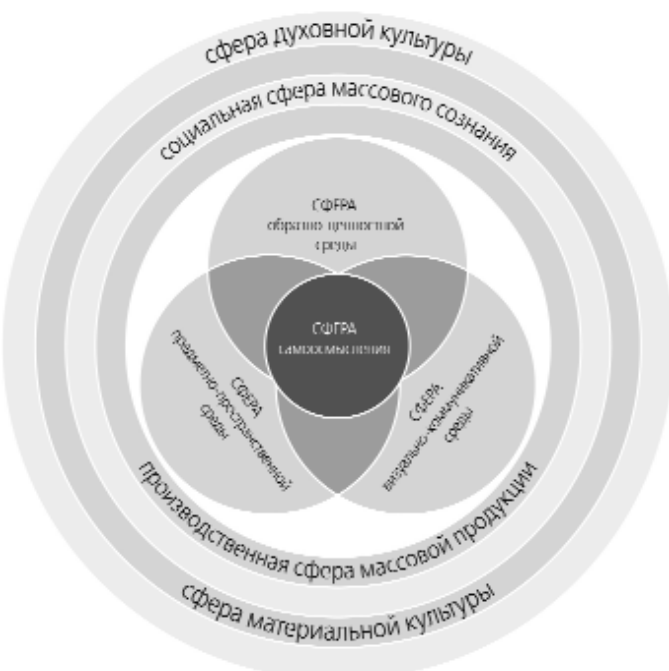 сфера духовной культуры
социальная сфера массового сознания
СФЕРА
образно-ценностной
среды
СФЕРА
самоосмысления
СФЕРА
предметно-пространственной
среды
СФЕРА
визуально-коммуникативной
среды
производственная сфера массовой продукции
сфера материальной культуры